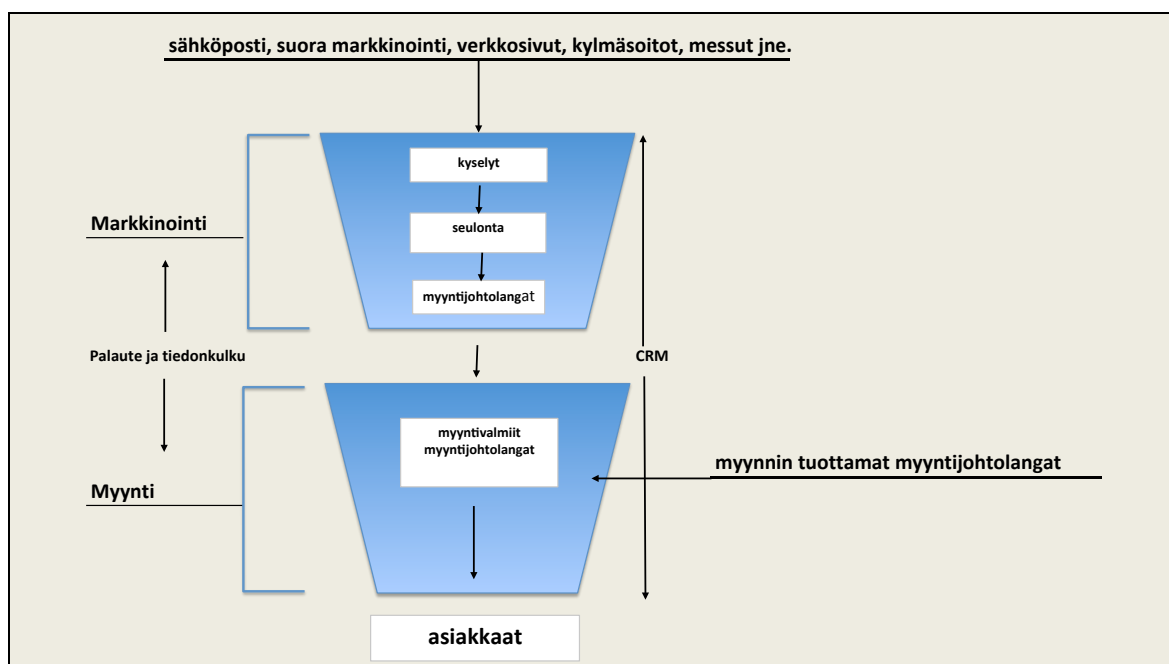 sähköposti, suora markkinointi, verkkosivut, kylmäsoitot, messut jne.
kyselyt
Markkinointi
seulonta
myyntijohtolangat
Palaute ja tiedonkulku
CRM
myyntivalmiit
myyntijohtolangat
myynnin tuottamat myyntijohtolangat
Myynti
asiakkaat